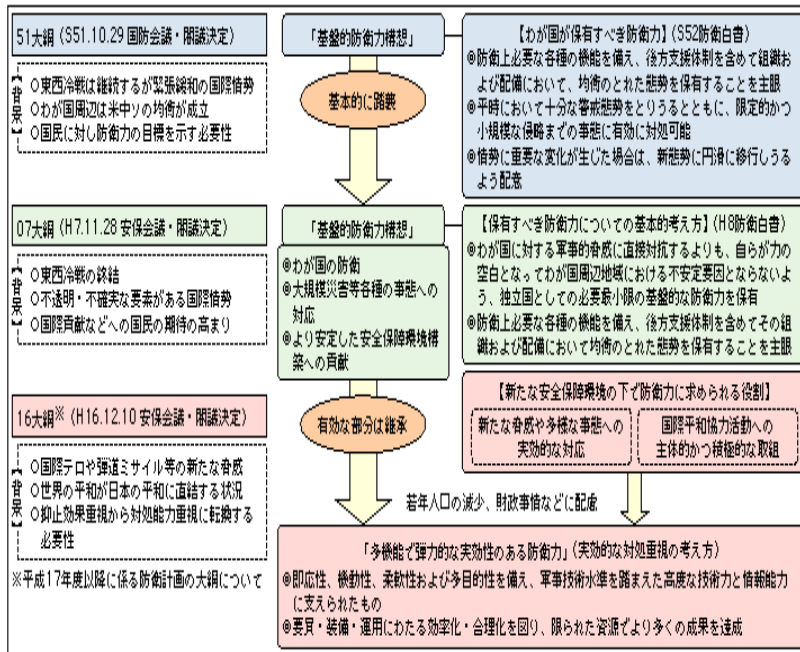 51大綱（S51.10.29 国防会議・閣議決定）
【背景】
○東西冷戦は継続するが緊張緩和の国際情勢
○わが国周辺は米中ソの均衡が成立
○国民に対し防衛力の目標を示す必要性
「基盤的防衛力構想」
基本的に踏襲
【わが国が保有すべき防衛力】（S52防衛白書）
◎防衛上必要な各種の機能を備え、後方支援体制を含めて組織
および配備において、均衡のとれた態勢を保有することを主眼
◎平時において十分な警戒態勢をとりうるとともに、限定的かつ
小規模な侵略までの事態に有効に対処可能
◎情勢に重要な変化が生じた場合は、新態勢に円滑に移行しうる
よう配意
07大綱（H7.11.28 安保会議・閣議決定）
【背景】
○東西冷戦の終結
○不透明・不確実な要素がある国際情勢
○国際貢献などへの国民の期待の高まり
「基盤的防衛力構想」
◎わが国の防衛
◎大規模災害等各種の事態への
対応
◎より安定した安全保障環境構
築への貢献
有効な部分は継承
【保有すべき防衛力についての基本的考え方】（H8防衛白書）
◎わが国に対する軍事的脅威に直接対抗するよりも、自らが力の
空白となってわが国周辺地域における不安定要因とならないよ
う、独立国としての必要最小限の基盤的な防衛力を保有
◎防衛上必要な各種の機能を備え、後方支援体制を含めてその組
織および配備において均衡のとれた態勢を保有することを主眼
16大綱※（H16.12.10 安保会議・閣議決定）
【背景】
○国際テロや弾道ミサイル等の新たな脅威
○世界の平和が日本の平和に直結する状況
○抑止効果重視から対処能力重視に転換する
必要性
※平成17年度以降に係る防衛計画の大綱について
【新たな安全保障環境の下で防衛力に求められる役割】
新たな脅威や多様な事態への
実効的な対応
国際平和協力活動への
主体的かつ積極的な取組
若年人口の減少、財政事情などに配慮
「多機能で弾力的な実効性のある防衛力」（実効的な対処重視の考え方）
◎即応性、機動性、柔軟性および多目的性を備え、軍事技術水準を踏まえた高度な技術力と情報能力
に支えられたもの
◎要員・装備・運用にわたる効率化・合理化を図り、限られた資源でより多くの成果を達成